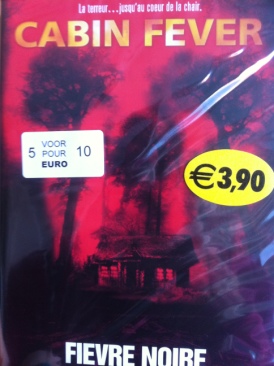 La terreur...jusqu'au coeur de la chair.
CABIN FEVER
5 VOOR POUR EURO 10
€3,90
FIEVRE NOIRE